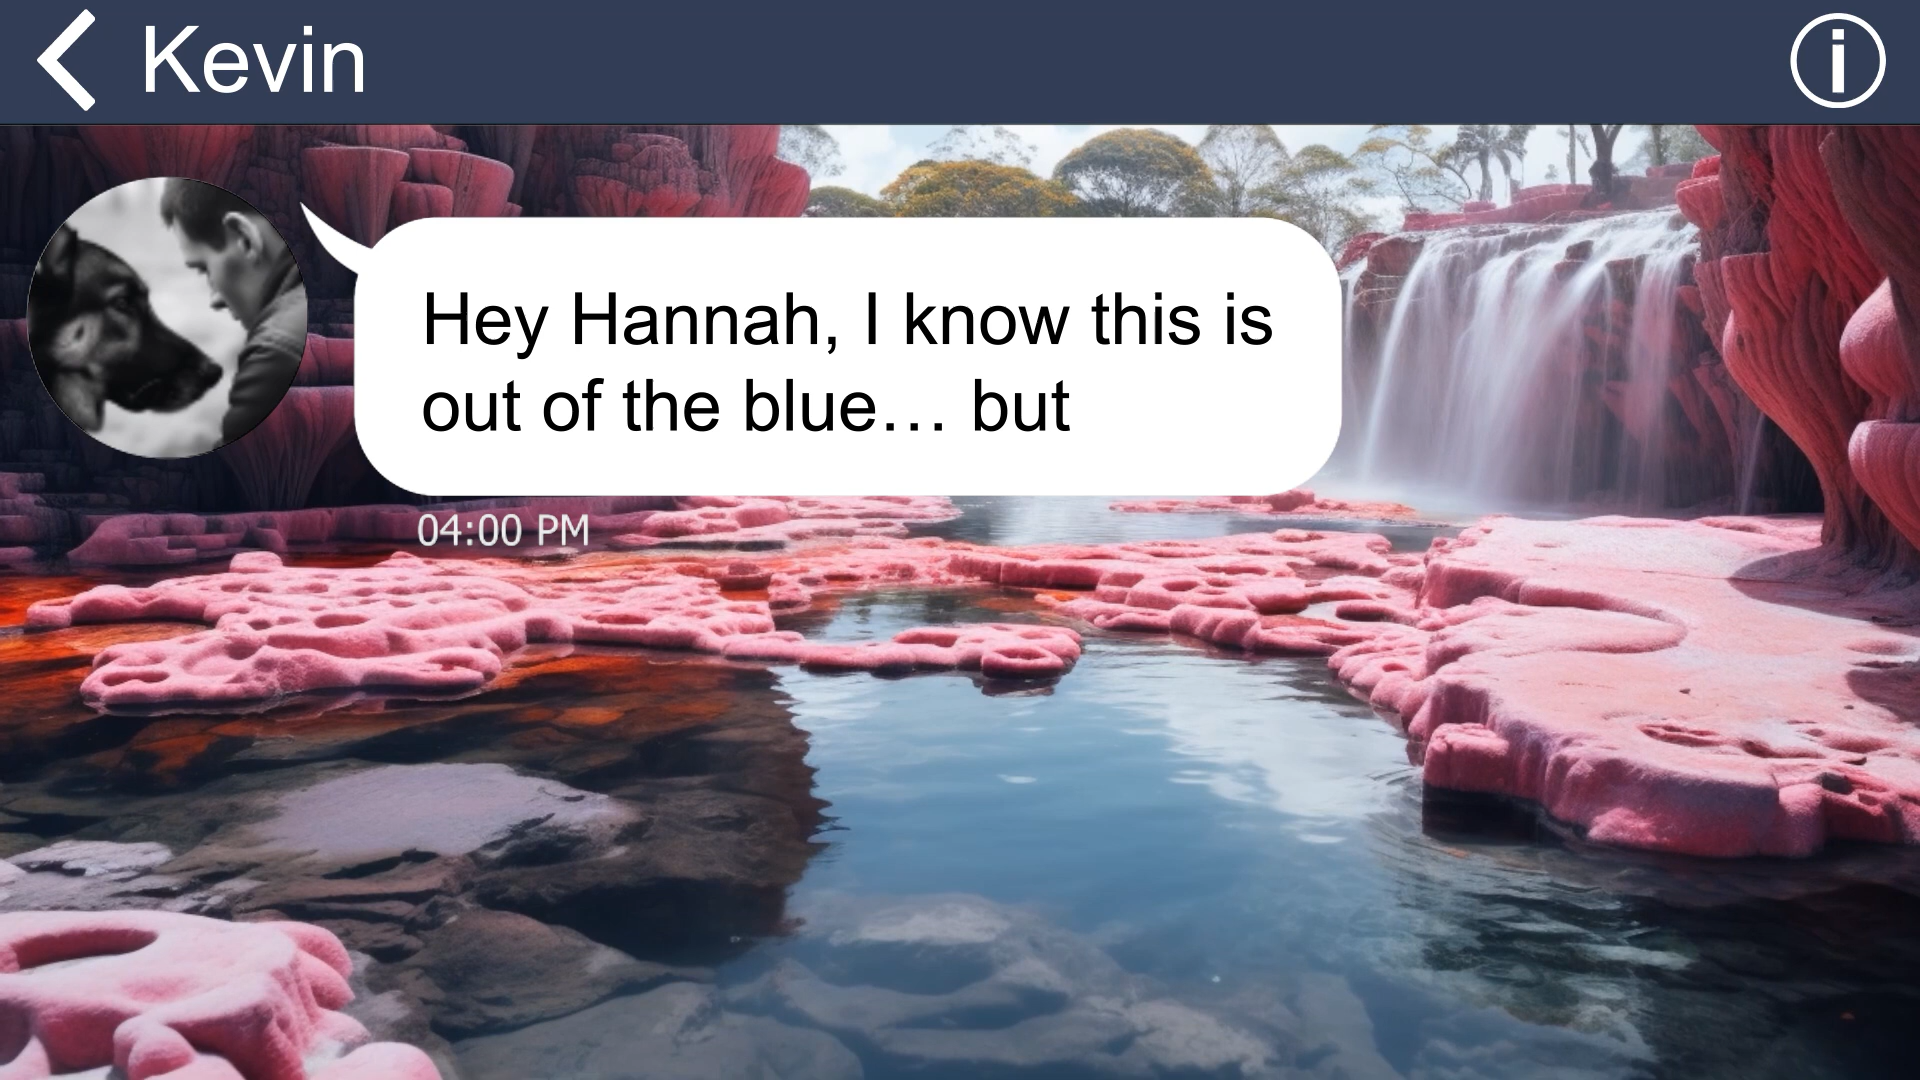 Kevin
Hey Hannah, I know this is
out of the blue… but
04:00 PM